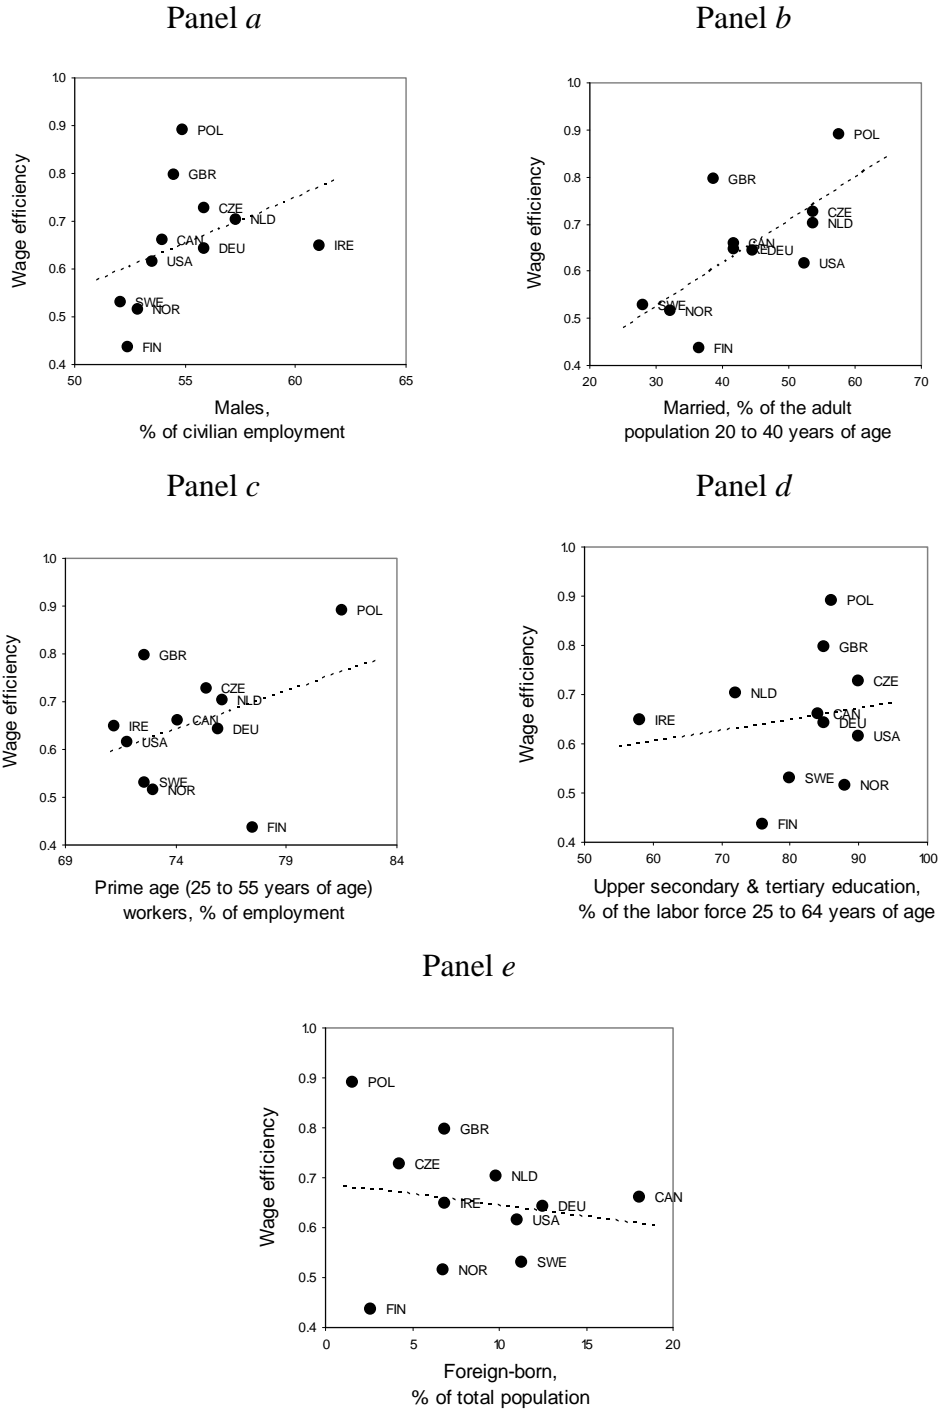 Panel a
Panel b
1.0
0.9
0.8
0.7
0.6
0.5
0.4
Wage efficiency
POL
GBR
CZE
NLD
CAN
DEU
IRE
USA
SWE
NOR
FIN
50
55
60
65
Males,
% of civilian employment
1.0
0.9
0.8
0.7
0.6
0.5
0.4
Wage efficiency
POL
GBR
CZE
NLD
CAN
IRE
DEU
USA
SWE
NOR
FIN
20
30
40
50
60
70
Married, % of the adult
population 20 to 40 years of age
Panel c
Panel d
1.0
0.9
0.8
0.7
0.6
0.5
0.4
Wage efficiency
POL
GBR
CZE
NLD
CAN
IRE
DEU
USA
SWE
NOR
FIN
69
74
79
84
Prime age (25 to 55 years of age)
workers, % of employment
1.0
0.9
0.8
0.7
0.6
0.5
0.4
Wage efficiency
POL
GBR
CZE
NLD
CAN
IRE
DEU
USA
SWE
NOR
FIN
50
60
70
80
90
100
Upper secondary & tertiary education,
% of the labor force 25 to 64 years of age
Panel e
1.0
0.9
0.8
0.7
0.6
0.5
0.4
Wage efficiency
POL
GBR
CZE
NLD
CAN
IRE
DEU
USA
SWE
NOR
FIN
0
5
10
15
20
Foreign-born,
% of total population